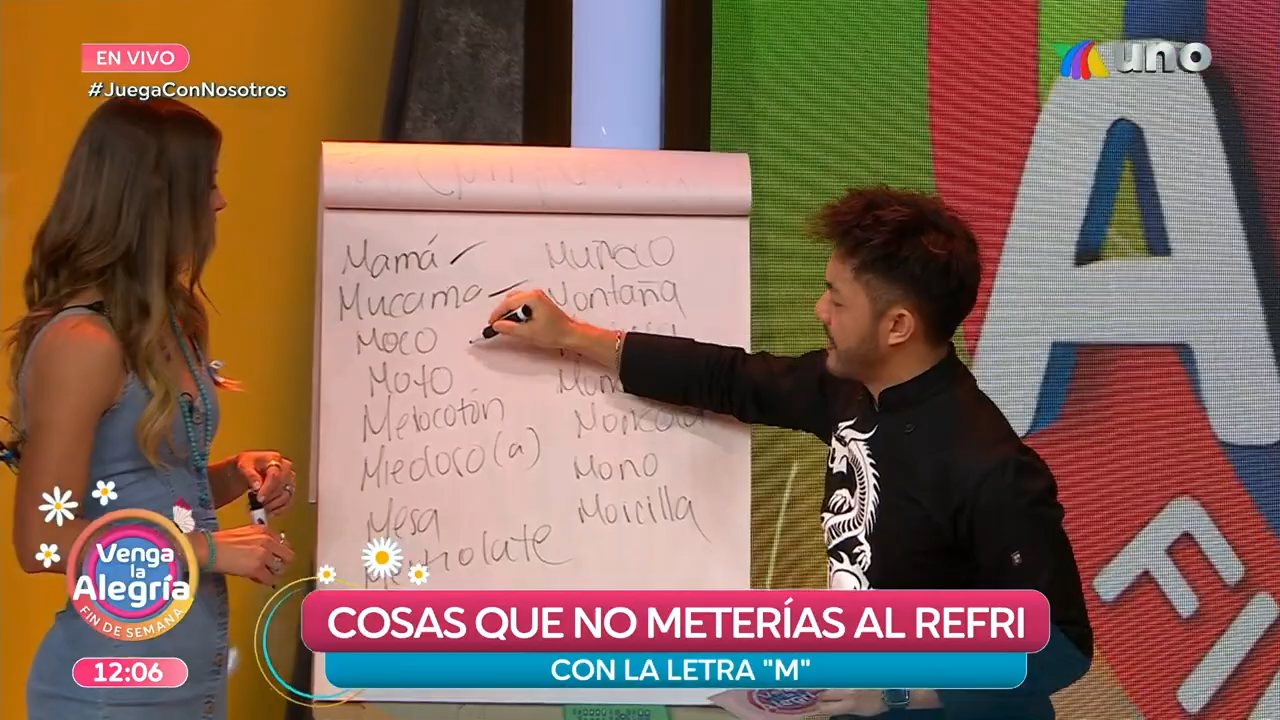 EN VIVO
#JuegaConNosotros
uno
Mamá
Mucama
Moco
Moto
Melocotón
Miedoso(a)
Mesa
Muñeco
Montaña
Mono
Morcilla
Venga
la
Alegría
FIN DE SEMANA
12:06
COSAS QUE NO METERÍAS AL REFRI
CON LA LETRA "M"